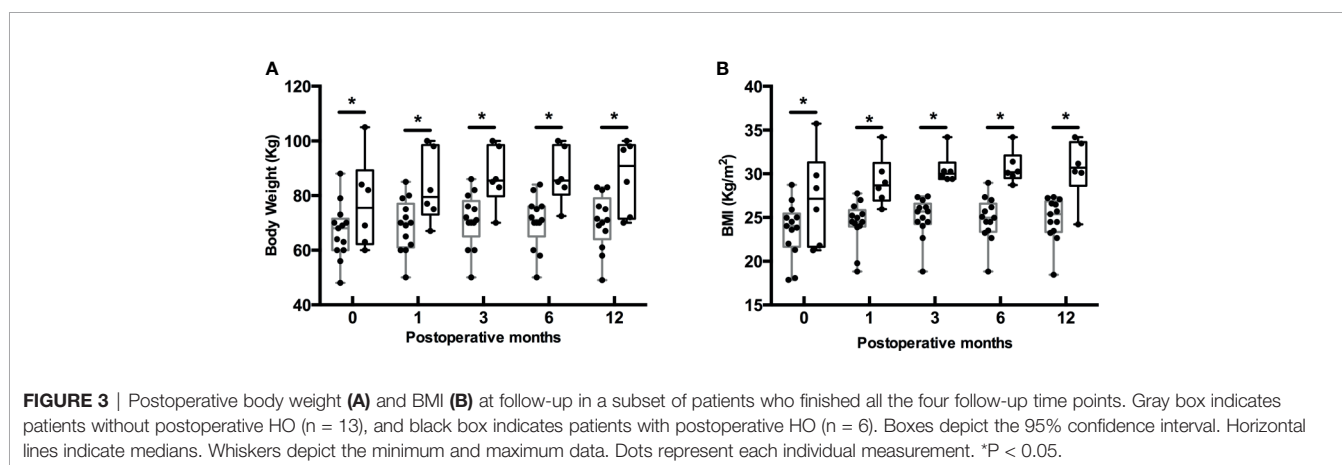 A
B
120
100
80
60
40
Body Weight (Kg)
* * * * *
0 1 3 6 12
Postoperative months
40
35
30
25
20
15
BMI (Kg/m²)
* * * * *
0 1 3 6 12
Postoperative months
FIGURE 3 | Postoperative body weight (A) and BMI (B) at follow-up in a subset of patients who finished all the four follow-up time points. Gray box indicates
patients without postoperative HO (n = 13), and black box indicates patients with postoperative HO (n = 6). Boxes depict the 95% confidence interval. Horizontal
lines indicate medians. Whiskers depict the minimum and maximum data. Dots represent each individual measurement. *P < 0.05.